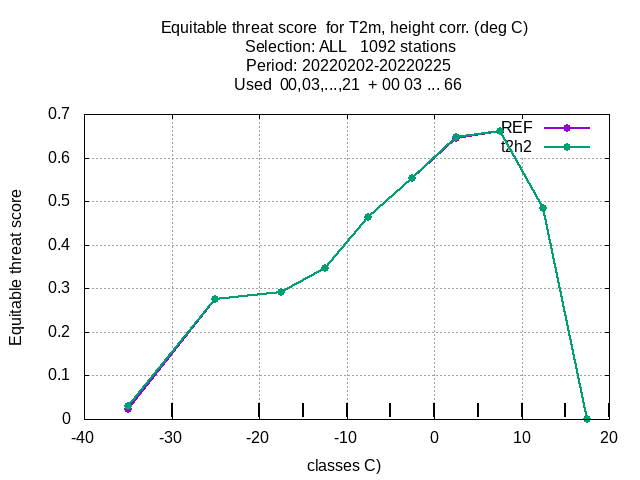 Equitable threat score  for T2m, height corr. (deg C)
Selection: ALL   1092 stations
Period: 20220202-20220225
Used  00,03,...,21  + 00 03 ... 66
REF
t2h2
Equitable threat score
0.7
0.6
0.5
0.4
0.3
0.2
0.1
0
-40 -30 -20 -10 0 10 20
classes C)